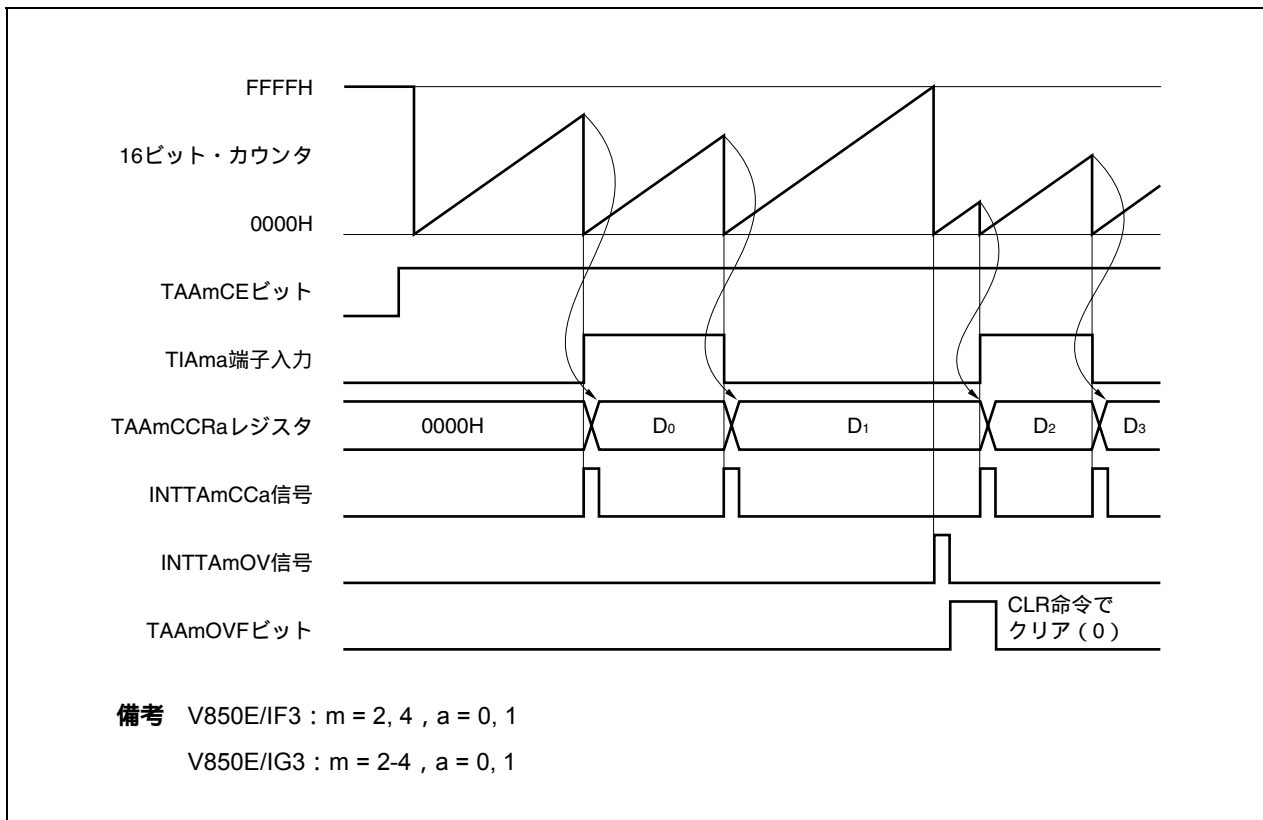 FFFFH
16ビット・カウンタ
0000H
TAAmCEビット
TIAma端子入力
TAAmCCRaレジスタ
0000H
D0
D1
D2
D3
INTTAmCCa信号
INTTAmOV信号
TAAmOVFビット
CLR命令で
クリア（0）
備考 V850E/IF3：m = 2, 4，a = 0, 1
V850E/IG3：m = 2-4，a = 0, 1